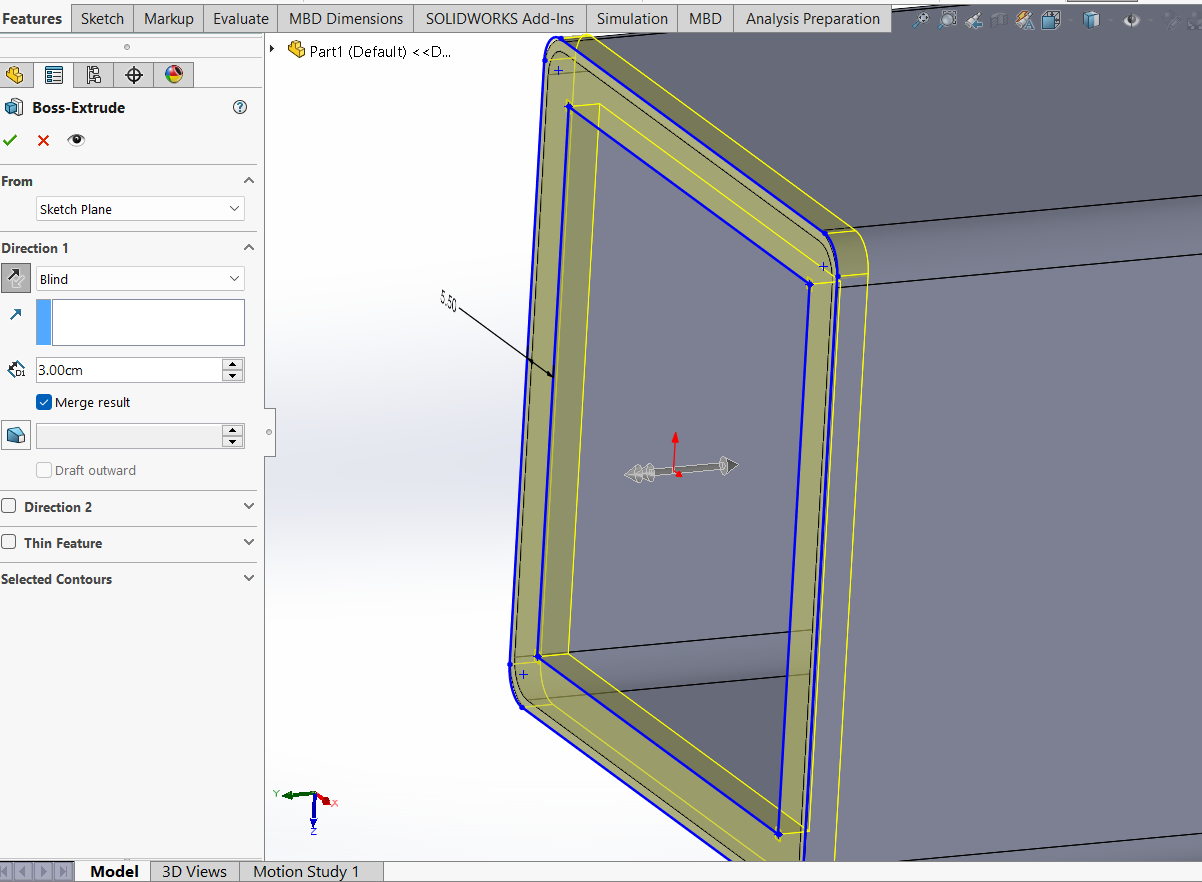 Features Sketch Markup Evaluate MBD Dimensions SOLIDWORKS Add-Ins Simulation MBD Analysis Preparation
Part1 (Default) <<D...
Boss-Extrude
From
Sketch Plane
Direction 1
Blind
5.50
D1
3.00cm
Merge result
Draft outward
Direction 2
Thin Feature
Selected Contours
Y
X
Z
Model 3D Views Motion Study 1